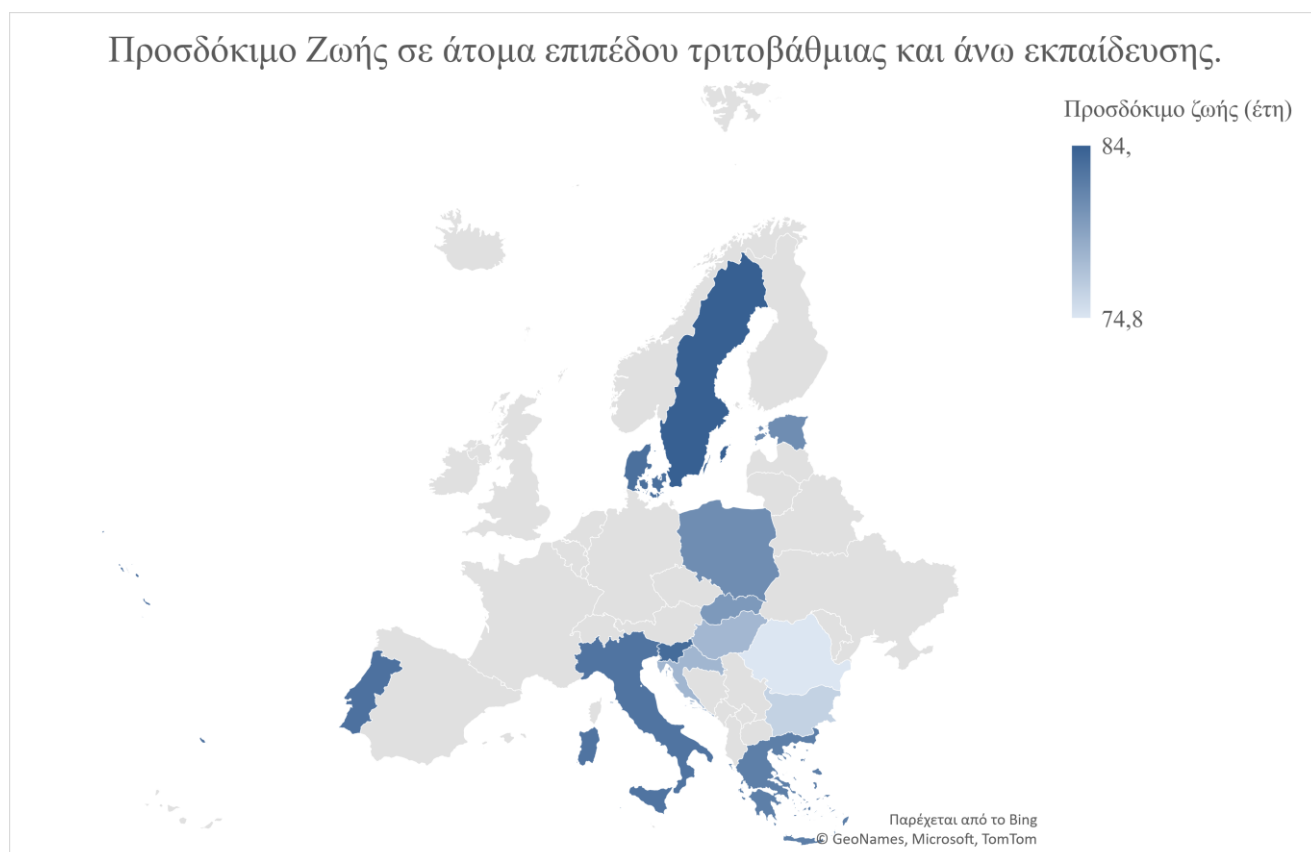 Προσδόκιμο Ζωής σε άτομα επιπέδου τριτοβάθμιας και άνω εκπαίδευσης.
Προσδόκιμο ζωής (έτη)
84,
74,8
Παρέχεται από το Bing
© GeoNames, Microsoft, TomTom